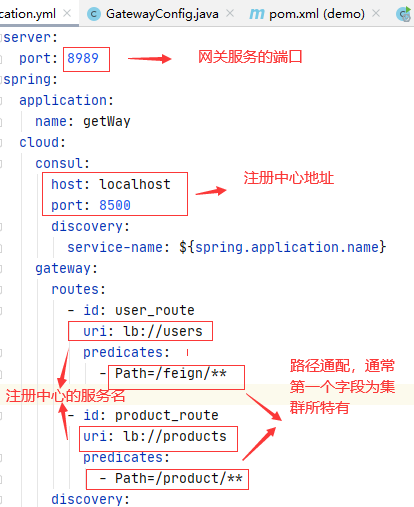 cation.yml
GatewayConfig.java
pom.xml (demo)
server:
port: 8989
网关服务的端口
spring:
application:
name: getWay
cloud:
consul:
host: localhost
注册中心地址
port: 8500
discovery:
service-name: ${spring.application.name}
gateway:
routes:
- id: user_route
uri: lb://users
predicates:
- Path=/feign/**
路径通配，通常
第一个字段为集
群所特有
注册中心的服务名
- id: product_route
uri: lb://products
predicates:
- Path=/product/**
discovery: